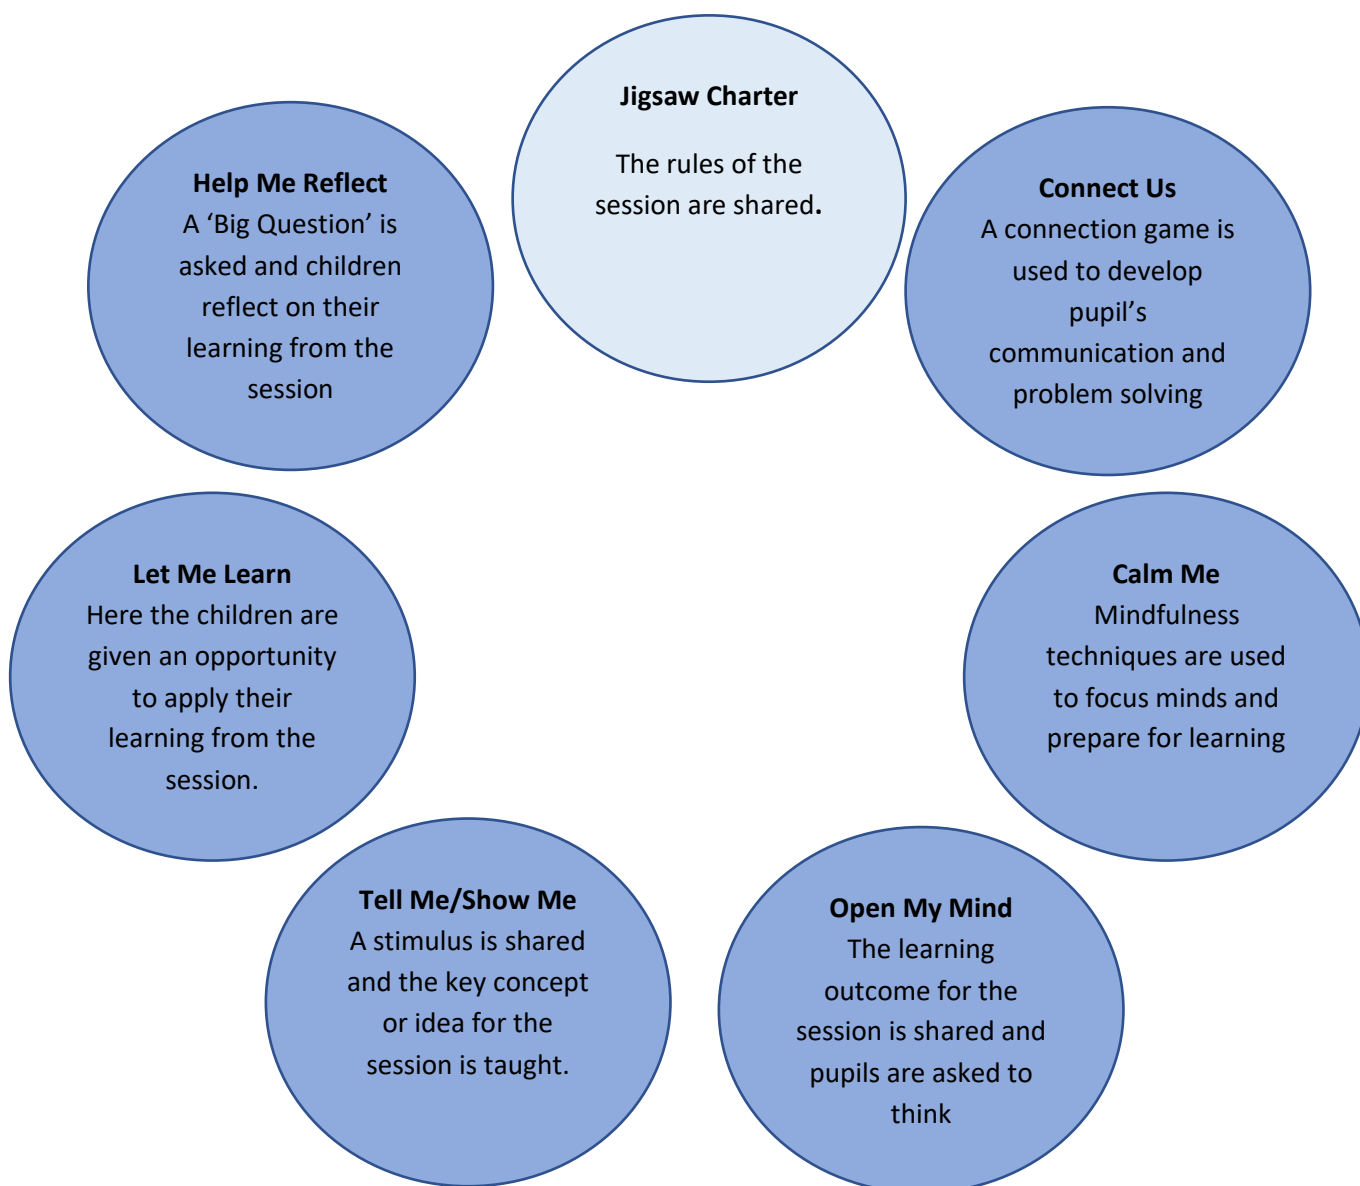 Jigsaw Charter
The rules of the
session are shared.
Connect Us
A connection game is
used to develop
pupil’s
communication and
problem solving
Calm Me
Mindfulness
techniques are used
to focus minds and
prepare for learning
Open My Mind
The learning
outcome for the
session is shared and
pupils are asked to
think
Tell Me/Show Me
A stimulus is shared
and the key concept
or idea for the
session is taught.
Let Me Learn
Here the children are
given an opportunity
to apply their
learning from the
session.
Help Me Reflect
A ‘Big Question’ is
asked and children
reflect on their
learning from the
session